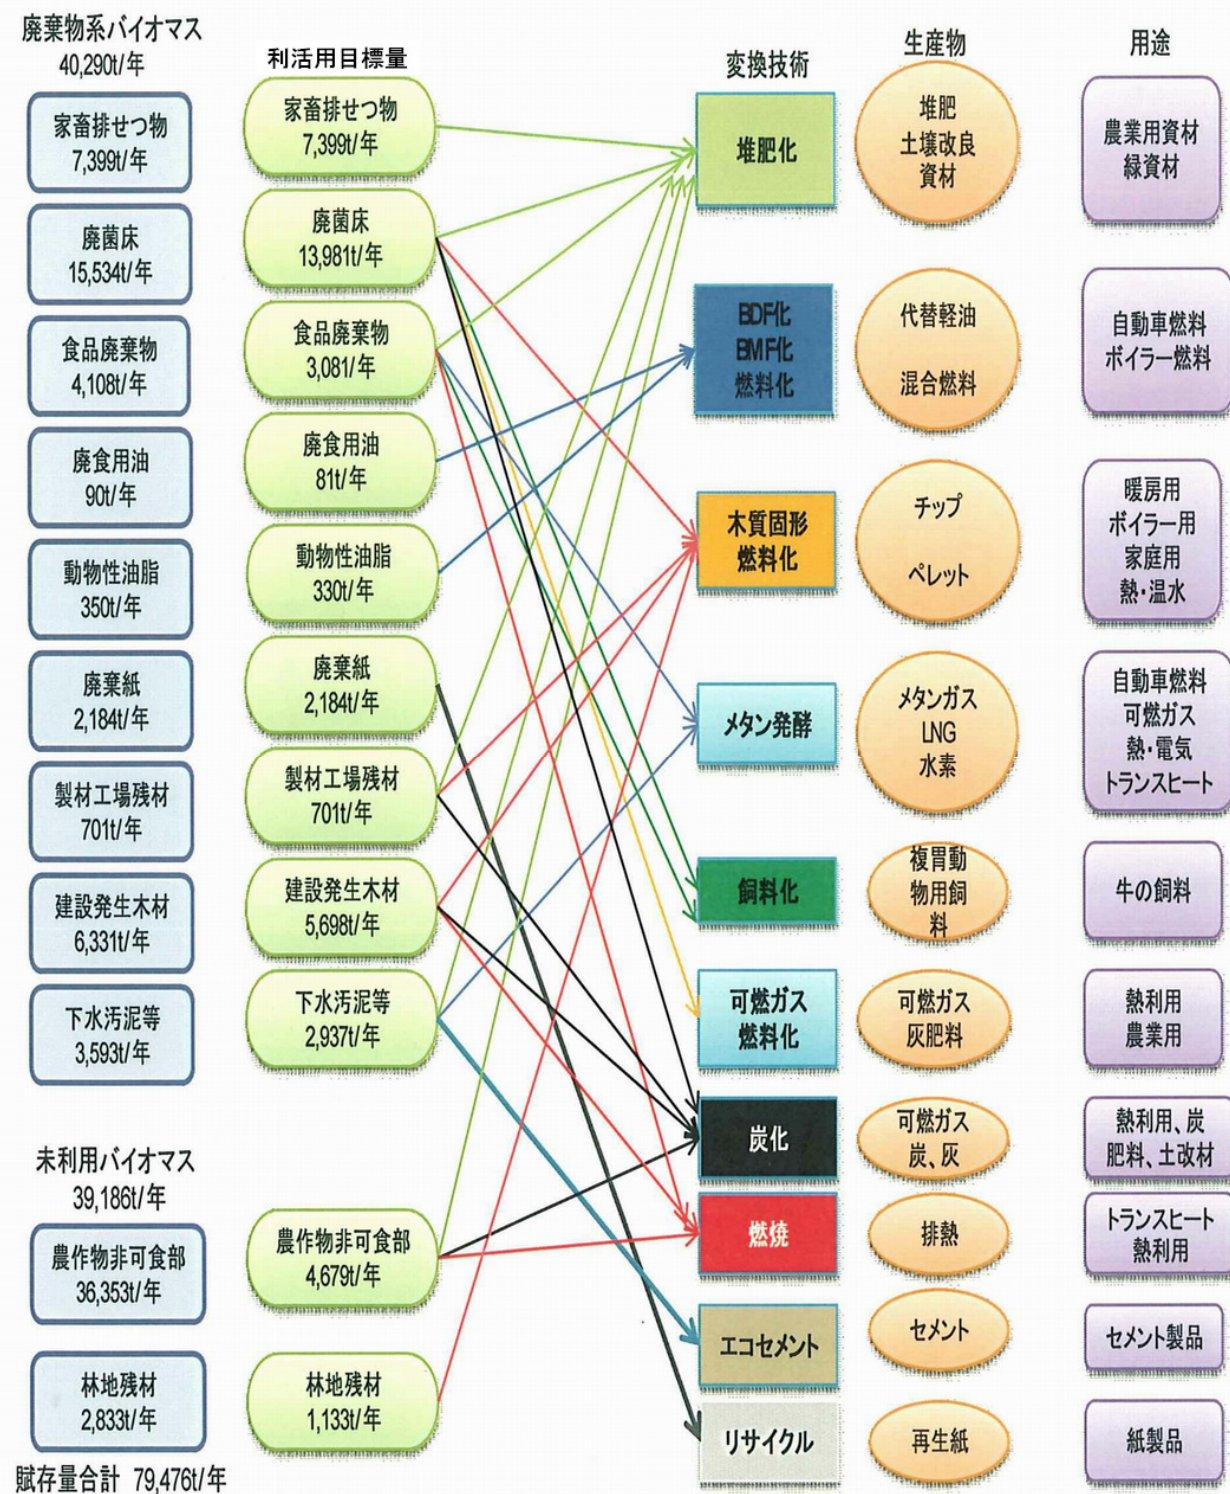 廃棄物系バイオマス
40,290t/年
家畜排せつ物
7,399t/年
廃菌床
15,534t/年
食品廃棄物
4,108t/年
廃食用油
90t/年
動物性油脂
350t/年
廃棄紙
2,184t/年
製材工場残材
701t/年
建設発生木材
6,331t/年
下水汚泥等
3,593t/年
未利用バイオマス
39,186t/年
農作物非可食部
36,353t/年
林地残材
2,833t/年
賦存量合計 79,476t/年
利活用目標量
家畜排せつ物
7,399t/年
廃菌床
13,981t/年
食品廃棄物
3,081/年
廃食用油
81t/年
動物性油脂
330t/年
廃棄紙
2,184t/年
製材工場残材
701t/年
建設発生木材
5,698t/年
下水汚泥等
2,937t/年
農作物非可食部
4,679t/年
林地残材
1,133t/年
変換技術
堆肥化
BDF化
BMF化
燃料化
木質固形
燃料化
メタン発酵
飼料化
可燃ガス
燃料化
炭化
燃焼
エコセメント
リサイクル
生産物
堆肥
土壌改良
資材
代替軽油
混合燃料
チップ
ペレット
メタンガス
LNG
水素
複胃動
物用飼
料
可燃ガス
灰肥料
可燃ガス
炭、灰
排熱
セメント
再生紙
用途
農業用資材
緑資材
自動車燃料
ボイラー燃料
暖房用
ボイラー用
家庭用
熱・温水
自動車燃料
可燃ガス
熱・電気
トランスヒート
牛の飼料
熱利用
農業用
熱利用、炭
肥料、土改材
トランスヒート
熱利用
セメント製品
紙製品